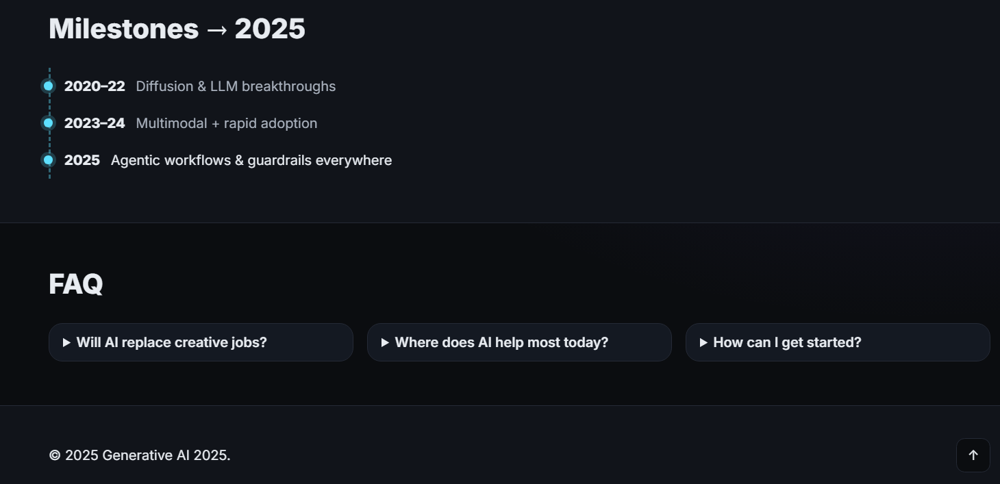 Milestones → 2025
2020–22 Diffusion & LLM breakthroughs
2023–24 Multimodal + rapid adoption
2025 Agentic workflows & guardrails everywhere
FAQ
▶ Will AI replace creative jobs?
▶ Where does AI help most today?
▶ How can I get started?
© 2025 Generative AI 2025.
↑